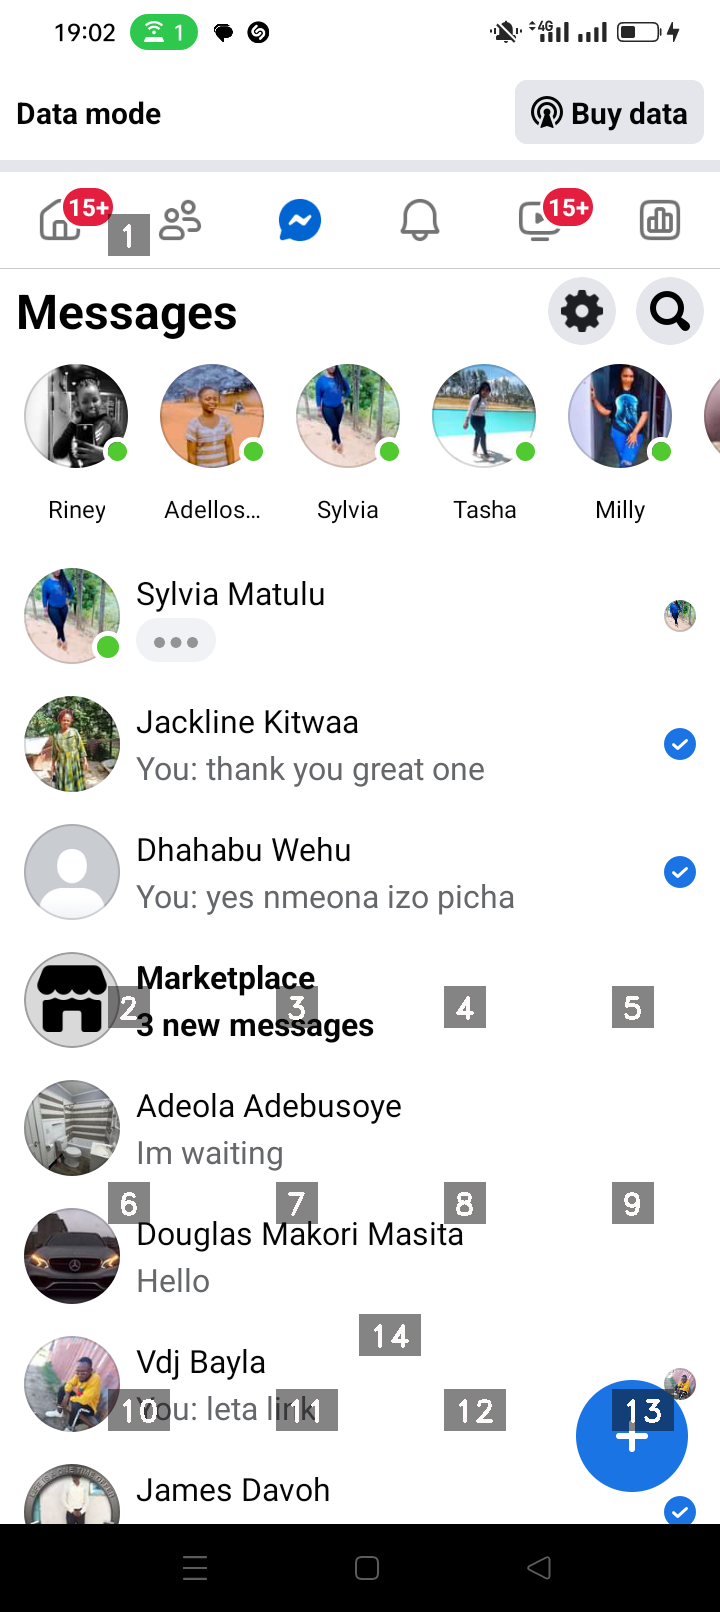 19:02
1
4G
Data mode
Buy data
15+
15+
1
Messages
Riney
Adellos...
Sylvia
Tasha
Milly
Sylvia Matulu
Jackline Kitwaa
You: thank you great one
Dhahabu Wehu
You: yes nmeona izo picha
Marketplace
2 3 4 5
3 new messages
Adeola Adebusoye
Im waiting
6 7 8 9
Douglas Makori Masita
Hello
14
Vdj Bayla
You: leta link
10 11 12 13
James Davoh